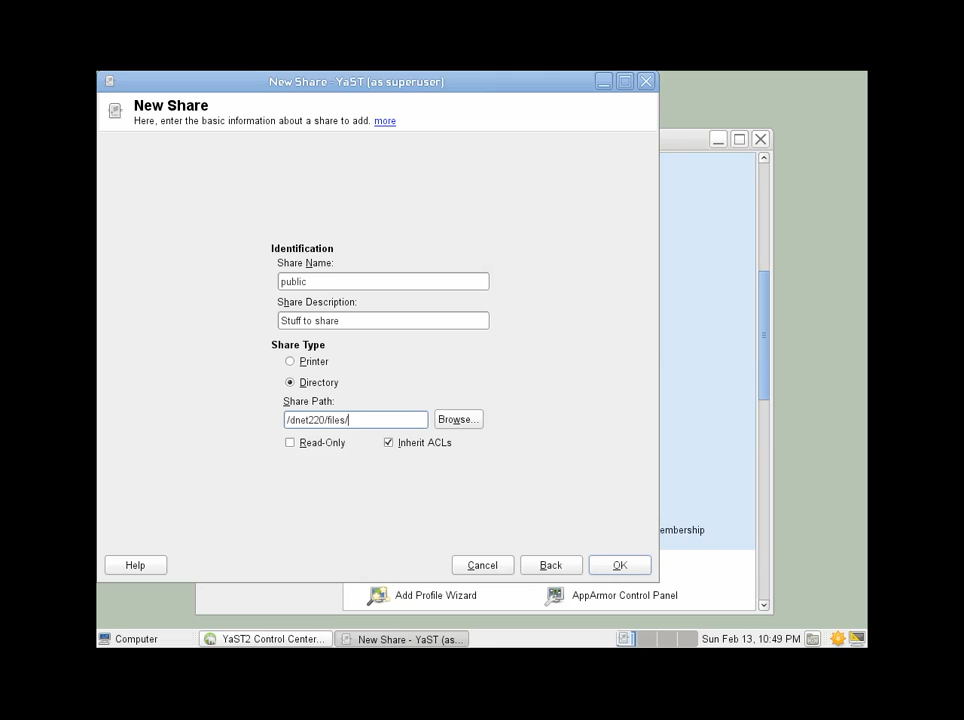 New Share - YaST (as superuser)
New Share
Here, enter the basic information about a share to add. more
Identification
Share Name:
public
Share Description:
Stuff to share
Share Type
Printer
Directory
Share Path:
/dnet220/files/
Browse...
Read-Only
Inherit ACLs
embership
Help
Cancel
Back
OK
Add Profile Wizard
AppArmor Control Panel
Computer
YaST2 Control Center...
New Share - YaST (as...
Sun Feb 13, 10:49 PM